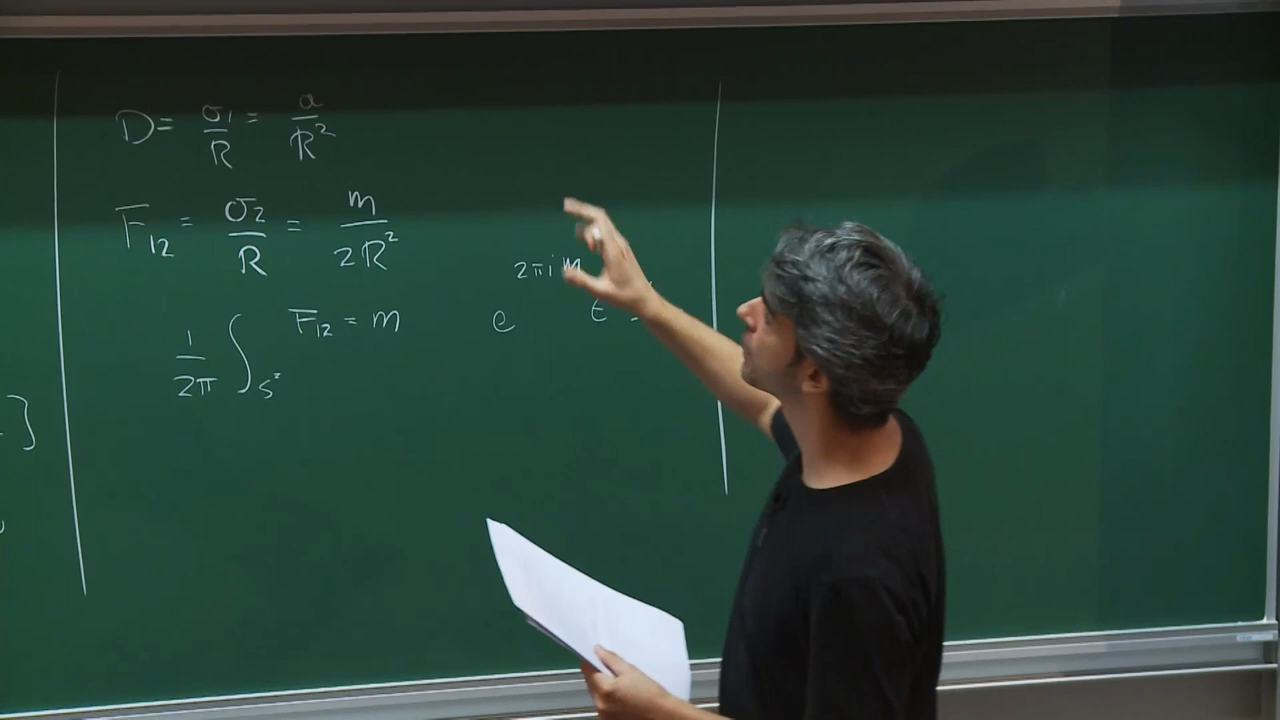 D = σ1/R = a/R²
F12 = σ2/R = m/2R²
1/2π ∫S² F12 = m
e 2πi m